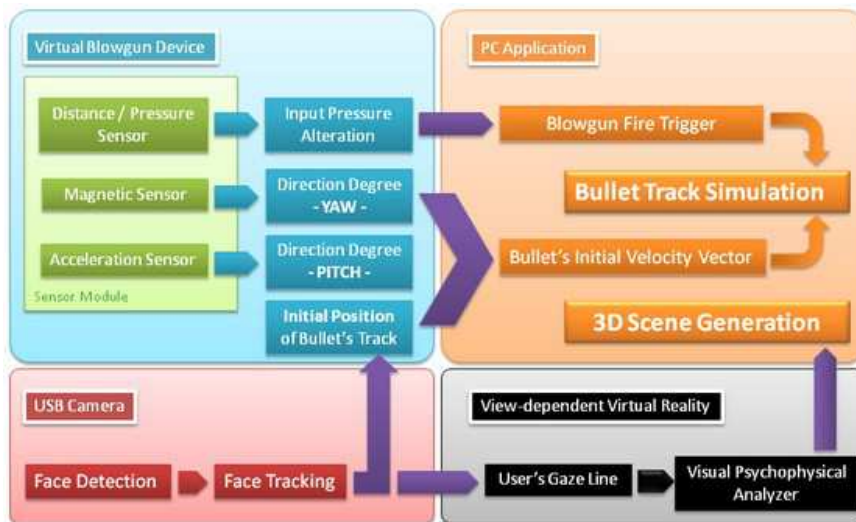 Virtual Blowgun Device
Distance / Pressure
Sensor
Magnetic Sensor
Acceleration Sensor
Sensor Module
Input Pressure
Alteration
Direction Degree
- YAW -
Direction Degree
- PITCH -
Initial Position
of Bullet's Track
PC Application
Blowgun Fire Trigger
Bullet Track Simulation
Bullet's Initial Velocity Vector
3D Scene Generation
USB Camera
Face Detection
Face Tracking
View-dependent Virtual Reality
User's Gaze Line
Visual Psychophysical
Analyzer